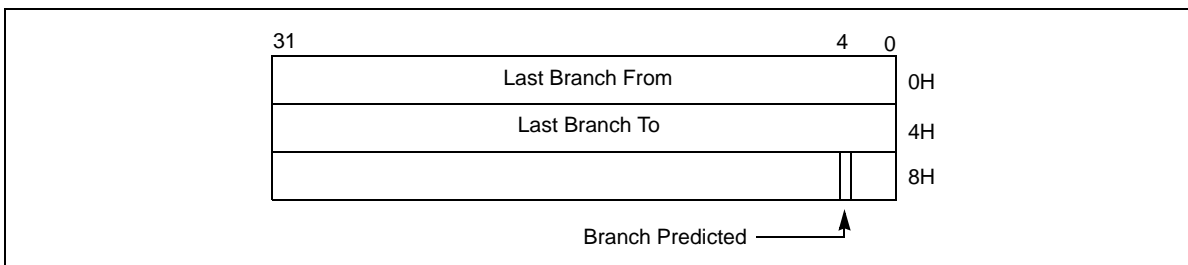 31 4 0
Last Branch From 0H
Last Branch To 4H
8H
Branch Predicted